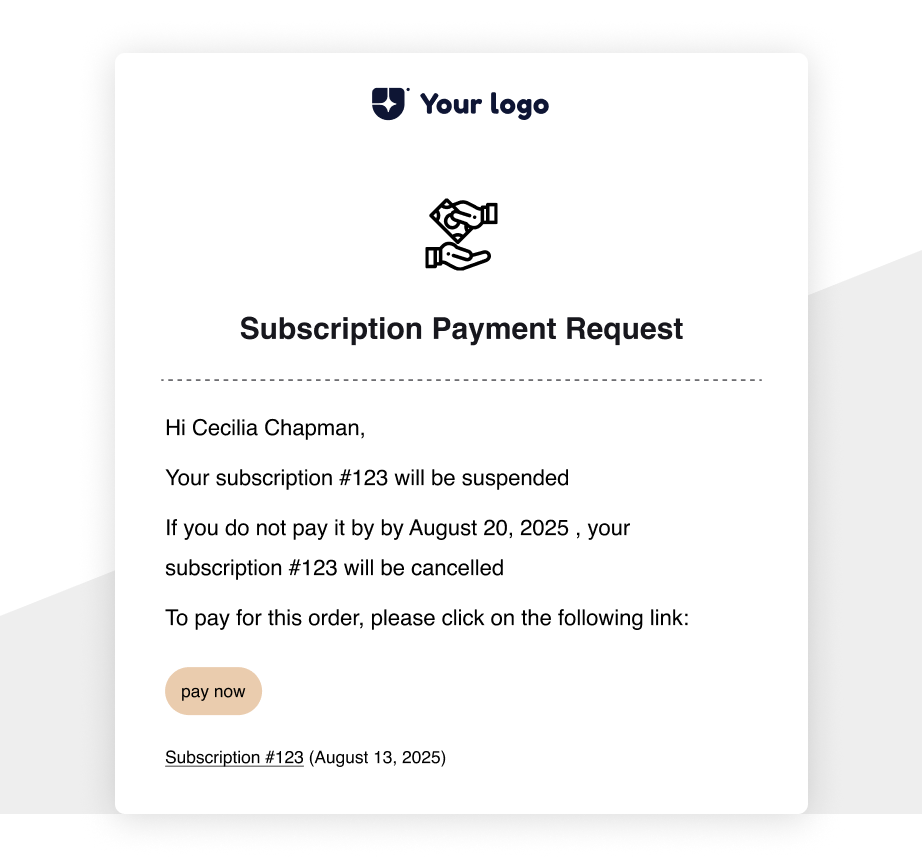 Your logo
Subscription Payment Request
Hi Cecilia Chapman,
Your subscription #123 will be suspended
If you do not pay it by by August 20, 2025 , your
subscription #123 will be cancelled
To pay for this order, please click on the following link:
pay now
Subscription #123 (August 13, 2025)